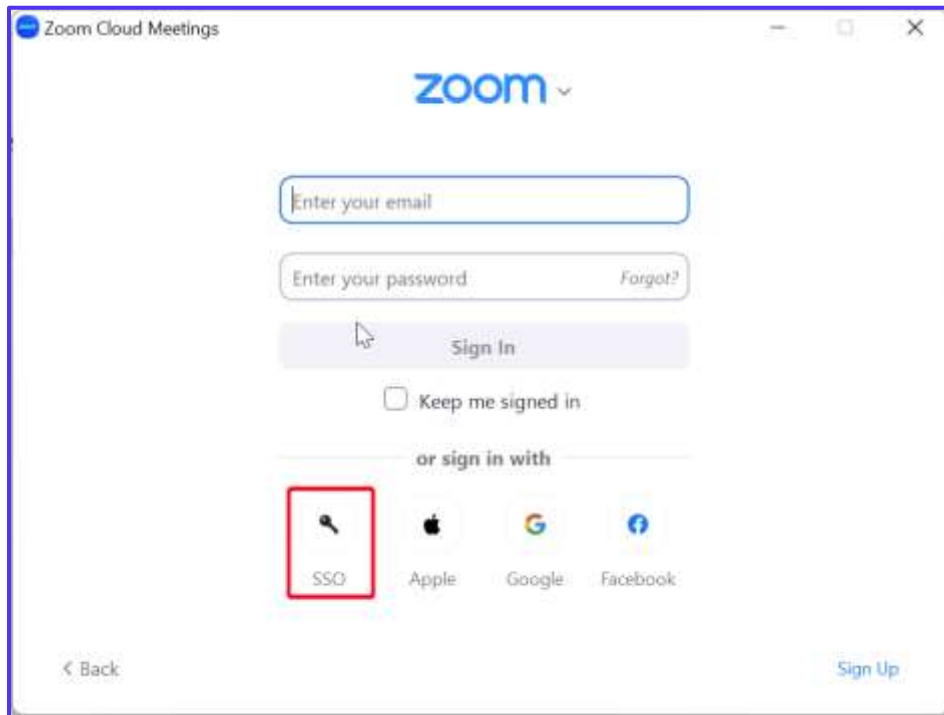 Zoom Cloud Meetings
zoom
Enter your email
Enter your password Forgot?
Sign In
Keep me signed in
or sign in with
SSO Apple Google Facebook
< Back Sign Up